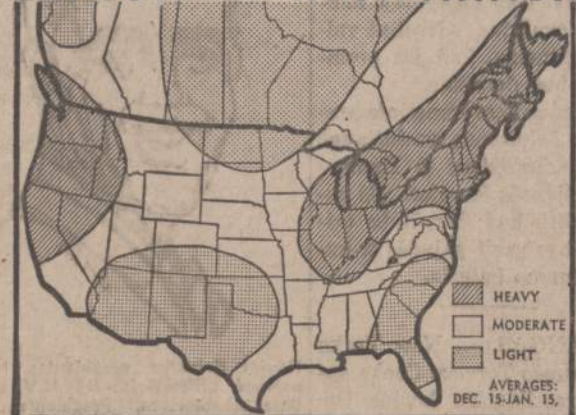 HEAVY
MODERATE
LIGHT
AVERAGES:
DEC. 15-JAN. 15,